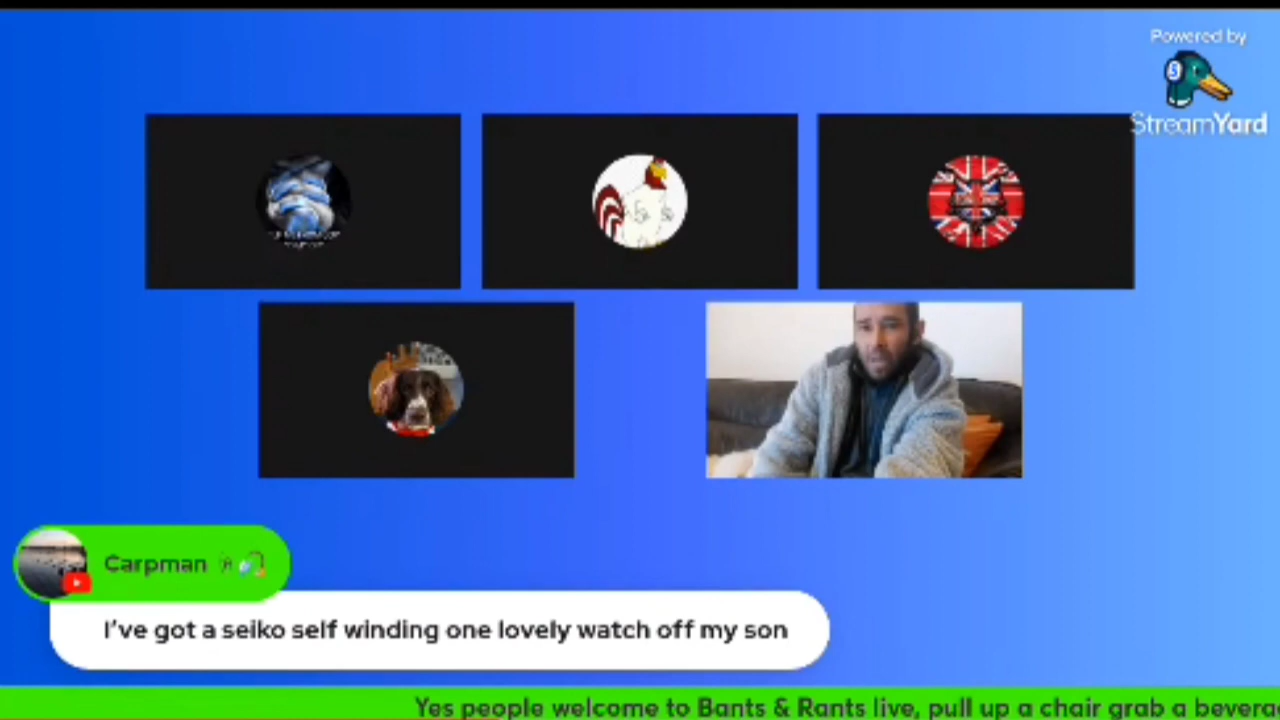 Powered by
StreamYard
Carpman
I've got a seiko self winding one lovely watch off my son
Yes people welcome to Bants & Rants live, pull up a chair grab a bevera